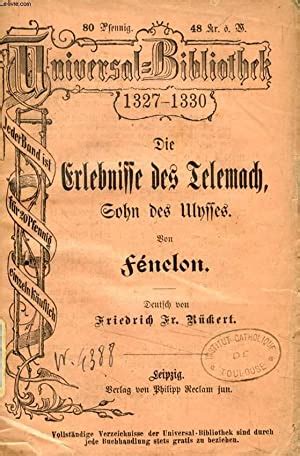 80 Pfennig. 48 Kr. ö. W.
Universal-Bibliothek
1327-1330
Jeder Band ist
für 20 Pfennig
einzeln käuflich
Die
Erlebnisse des Telemach,
Sohn des Ulysses.
Von
Fénelon.
Deutsch von
Friedrich Fr. Rückert.
W. 4388
INSTITUT-CATHOLIQUE
DE
TOULOUSE
Leipzig.
Verlag von Philipp Reclam jun.
Vollständige Verzeichnisse der Universal-Bibliothek sind durch
jede Buchhandlung stets gratis zu beziehen.